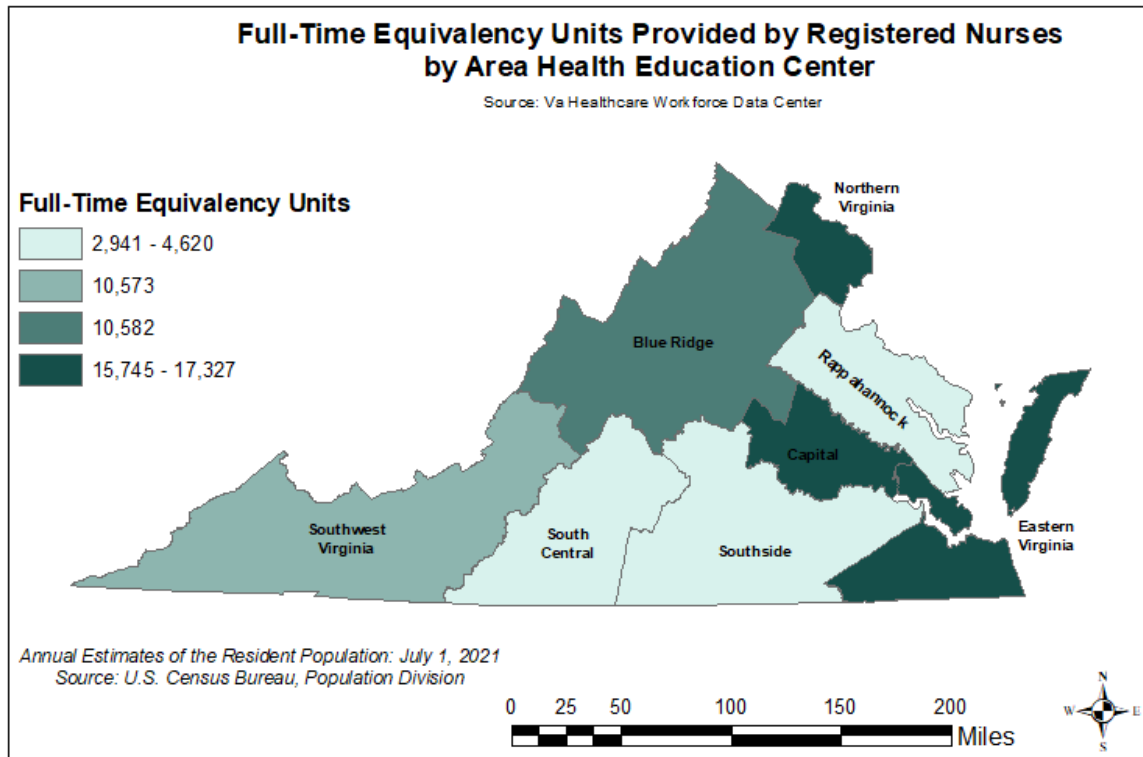 Full-Time Equivalency Units Provided by Registered Nurses
by Area Health Education Center
Source: Va Healthcare Workforce Data Center
Full-Time Equivalency Units
2,941 - 4,620
10,573
10,582
15,745 - 17,327
Northern
Virginia
Blue Ridge
Rappahannock
Capital
Southwest
Virginia
South
Central
Southside
Eastern
Virginia
Annual Estimates of the Resident Population: July 1, 2021
Source: U.S. Census Bureau, Population Division
0 25 50 100 150 200
Miles
N
W E
S